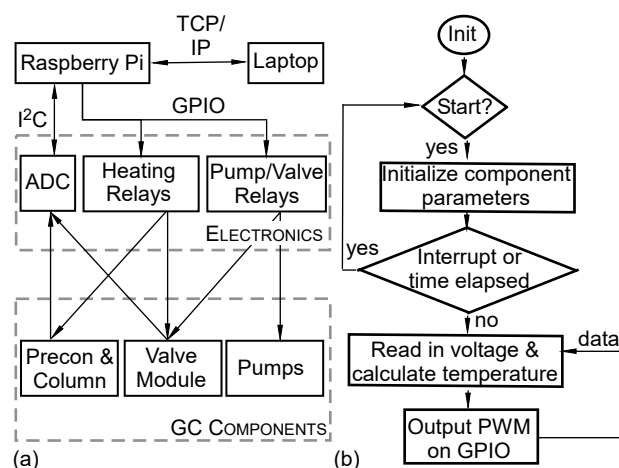 TCP/
IP
Raspberry Pi
Laptop
I²C
GPIO
ADC
Heating
Relays
Pump/Valve
Relays
ELECTRONICS
Precon &
Column
Valve
Module
Pumps
GC COMPONENTS
(a)
Init
Start?
yes
Initialize component
parameters
yes
Interrupt or
time elapsed
no
data
Read in voltage &
calculate temperature
Output PWM
on GPIO
(b)